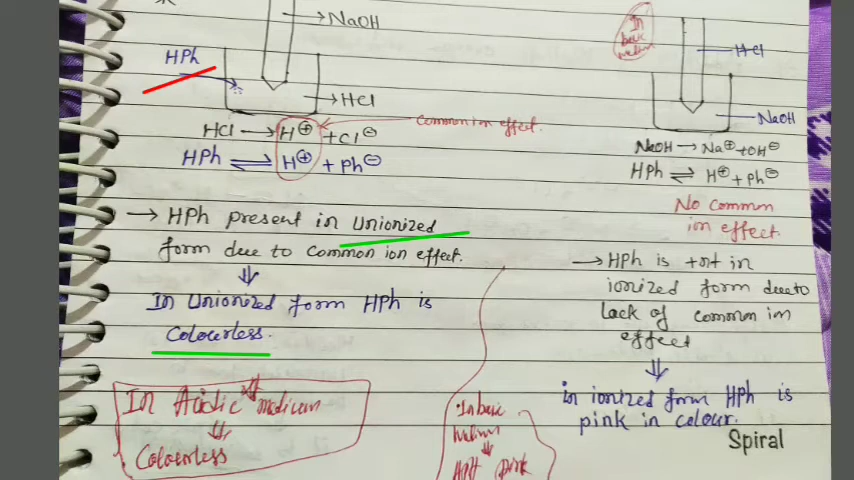 NaOH
HPh
HCl
HCl → H⊕ + Cl⊖
Common ion effect.
HPh ⇌ H⊕ + Ph⊖
→ HPh present in Unionized
form due to common ion effect.
⇓
In Unionized form HPh is
Colourless.
In Acidic medium
⇓
Colourless
In
basic
medium
HCl
NaOH
NaOH → Na⊕ + OH⊖
HPh ⇌ H⊕ + Ph⊖
No common
ion effect.
→ HPh is +nt in
ionized form due to
lack of common ion
effect
⇓
in ionized form HPh is
pink in colour.
In basic
medium
↓
HPh pink
Spiral